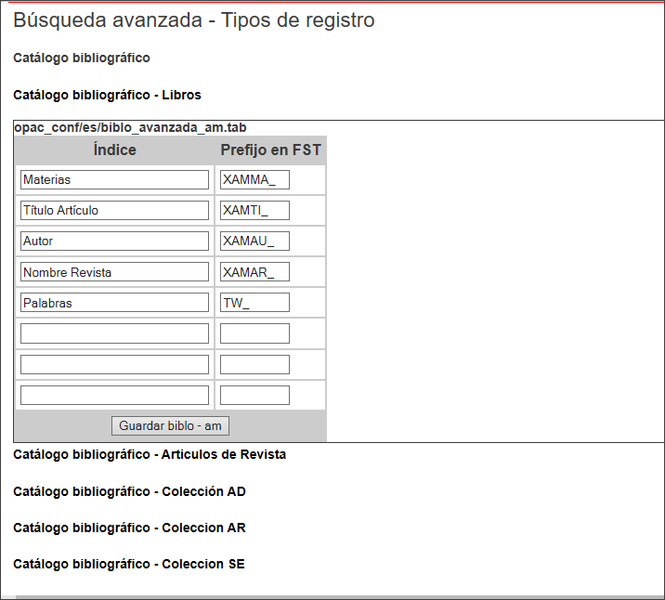 Búsqueda avanzada - Tipos de registro
Catálogo bibliográfico
Catálogo bibliográfico - Libros
opac_conf/es/biblo_avanzada_am.tab
Índice Prefijo en FST
Materias XAMMA_
Título Artículo XAMTI_
Autor XAMAU_
Nombre Revista XAMAR_
Palabras TW_
Guardar biblo - am
Catálogo bibliográfico - Articulos de Revista
Catálogo bibliográfico - Colección AD
Catálogo bibliográfico - Coleccion AR
Catálogo bibliográfico - Coleccion SE